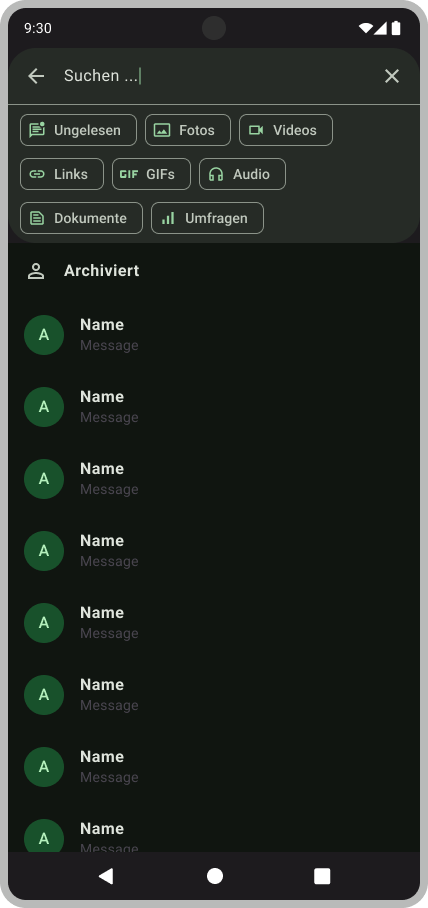 9:30
Suchen ...
Ungelesen Fotos Videos
Links GIF GIFs Audio
Dokumente Umfragen
Archiviert
A Name
Message
A Name
Message
A Name
Message
A Name
Message
A Name
Message
A Name
Message
A Name
Message
A Name
Message